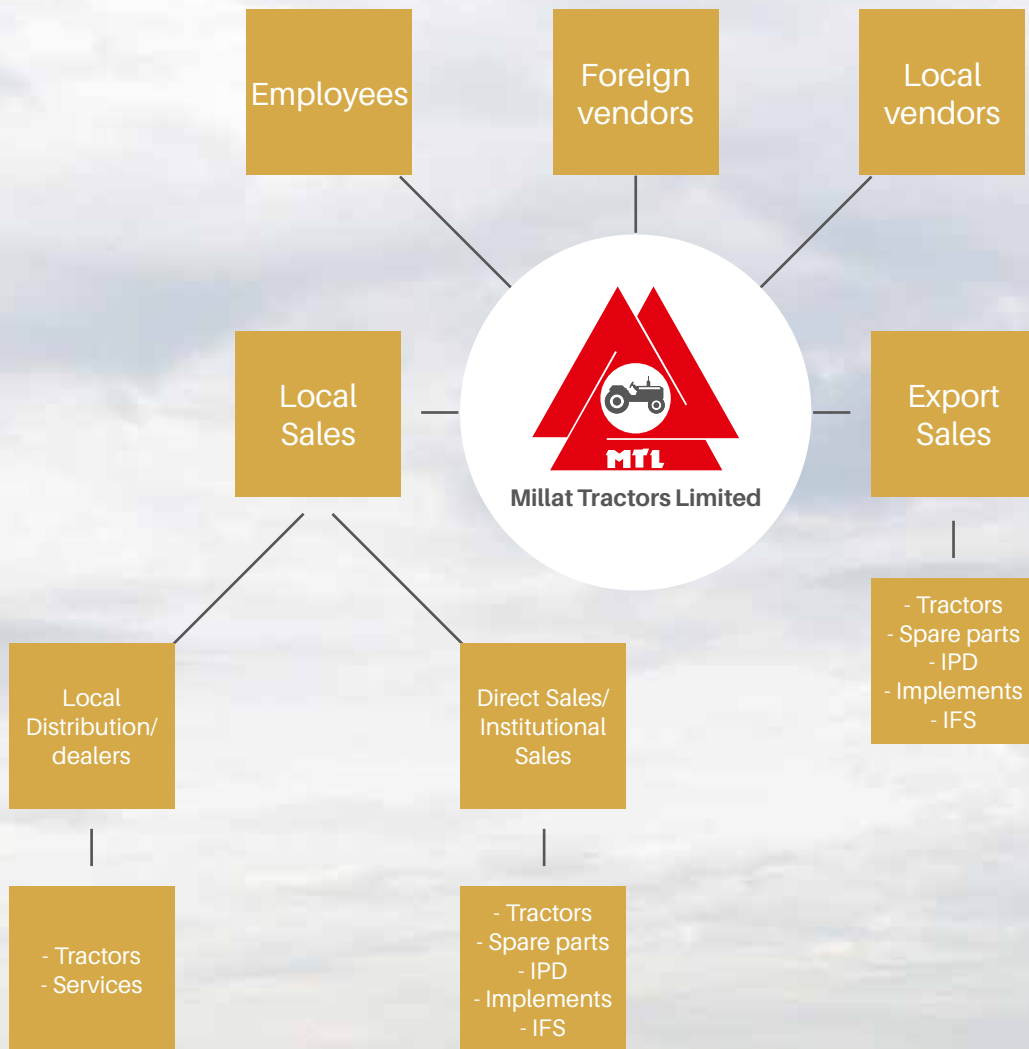 Employees
Foreign
vendors
Local
vendors
Local
Sales
MTL
Millat Tractors Limited
Export
Sales
- Tractors
- Spare parts
- IPD
- Implements
- IFS
Local
Distribution/
dealers
Direct Sales/
Institutional
Sales
- Tractors
- Services
- Tractors
- Spare parts
- IPD
- Implements
- IFS